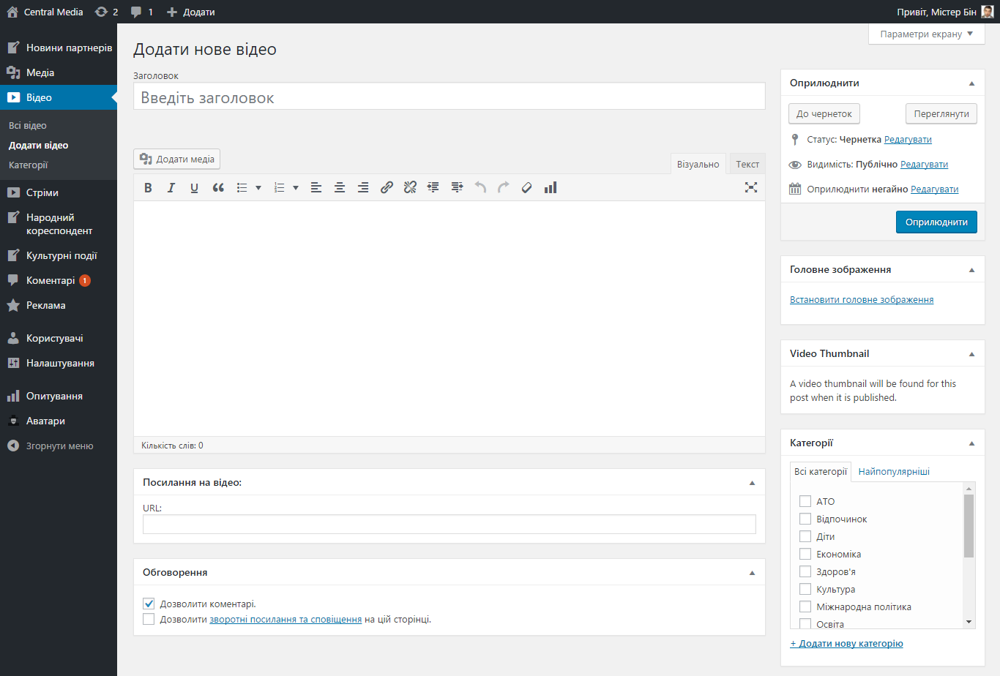 Central Media
2
1
Додати
Привіт, Містер Бін
Параметри екрану
Новини партнерів
Медіа
Відео
Всі відео
Додати відео
Категорії
Стріми
Народний
кореспондент
Культурні події
Коментарі 1
Реклама
Користувачі
Налаштування
Опитування
Аватари
Згорнути меню
Додати нове відео
Заголовок
Введіть заголовок
Додати медіа
Візуально
Текст
Кількість слів: 0
Посилання на відео:
URL:
Обговорення
Дозволити коментарі.
Дозволити зворотні посилання та сповіщення на цій сторінці.
Оприлюднити
До чернеток
Переглянути
Статус: Чернетка Редагувати
Видимість: Публічно Редагувати
Оприлюднити негайно Редагувати
Оприлюднити
Головне зображення
Встановити головне зображення
Video Thumbnail
A video thumbnail will be found for this
post when it is published.
Категорії
Всі категорії
Найпопулярніші
АТО
Відпочинок
Діти
Економіка
Здоров'я
Культура
Міжнародна політика
Освіта
+ Додати нову категорію